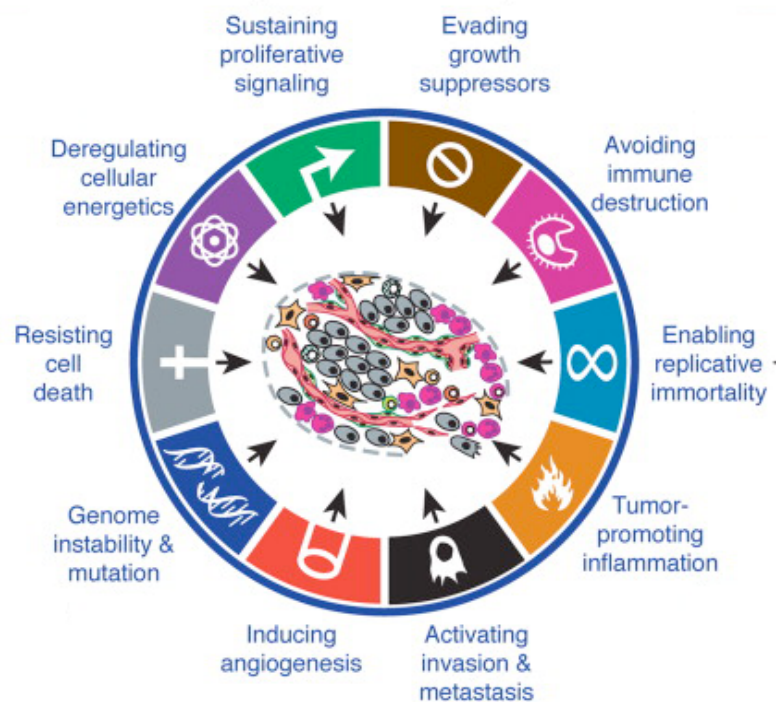 Sustaining
proliferative
signaling
Evading
growth
suppressors
Avoiding
immune
destruction
Enabling
replicative
immortality
Tumor-
promoting
inflammation
Activating
invasion &
metastasis
Inducing
angiogenesis
Genome
instability &
mutation
Resisting
cell
death
Deregulating
cellular
energetics